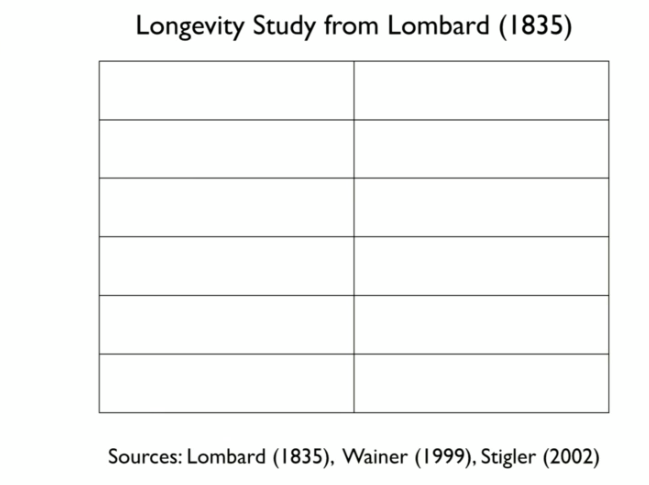 Longevity Study from Lombard (1835)
Sources: Lombard (1835), Wainer (1999), Stigler (2002)